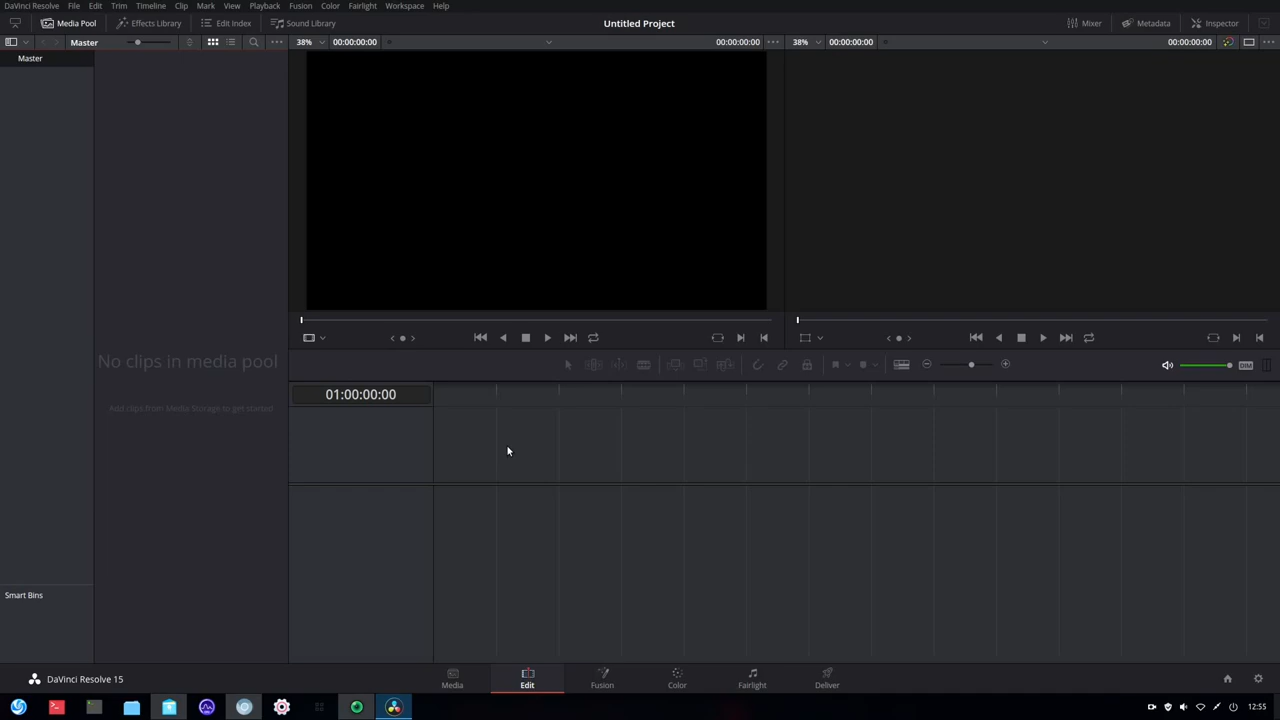 DaVinci Resolve File Edit Trim Timeline Clip Mark View Playback Fusion Color Fairlight Workspace Help
Media Pool Effects Library Edit Index Sound Library Untitled Project Mixer Metadata Inspector
Master 38% 00:00:00:00 00:00:00:00 38% 00:00:00:00 00:00:00:00
Master
No clips in media pool
DIM
01:00:00:00
Add clips from Media Storage to get started
Smart Bins
DaVinci Resolve 15 Media Edit Fusion Color Fairlight Deliver
12:55